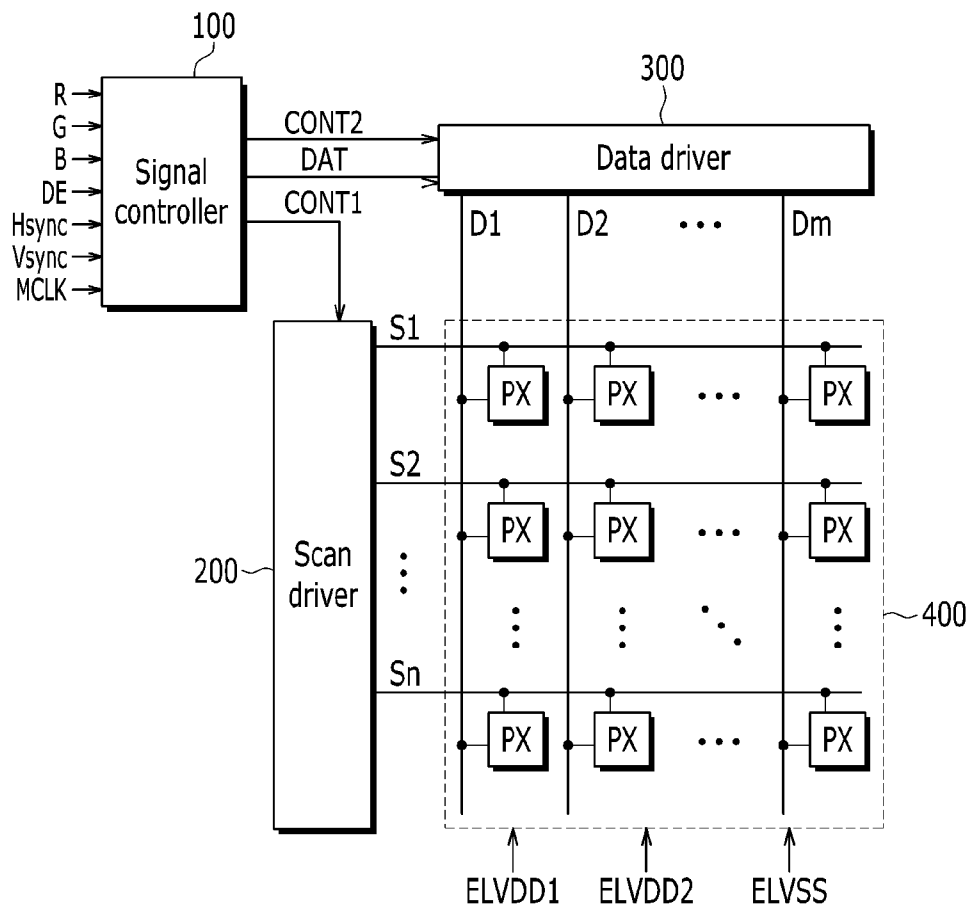 100
R
G
B
DE
Hsync
Vsync
MCLK
Signal
controller
CONT2
DAT
CONT1
300
Data driver
D1 D2 ••• Dm
S1
PX PX ••• PX
S2
PX PX ••• PX
200
Scan
driver
400
Sn
PX PX ••• PX
ELVDD1 ELVDD2 ELVSS